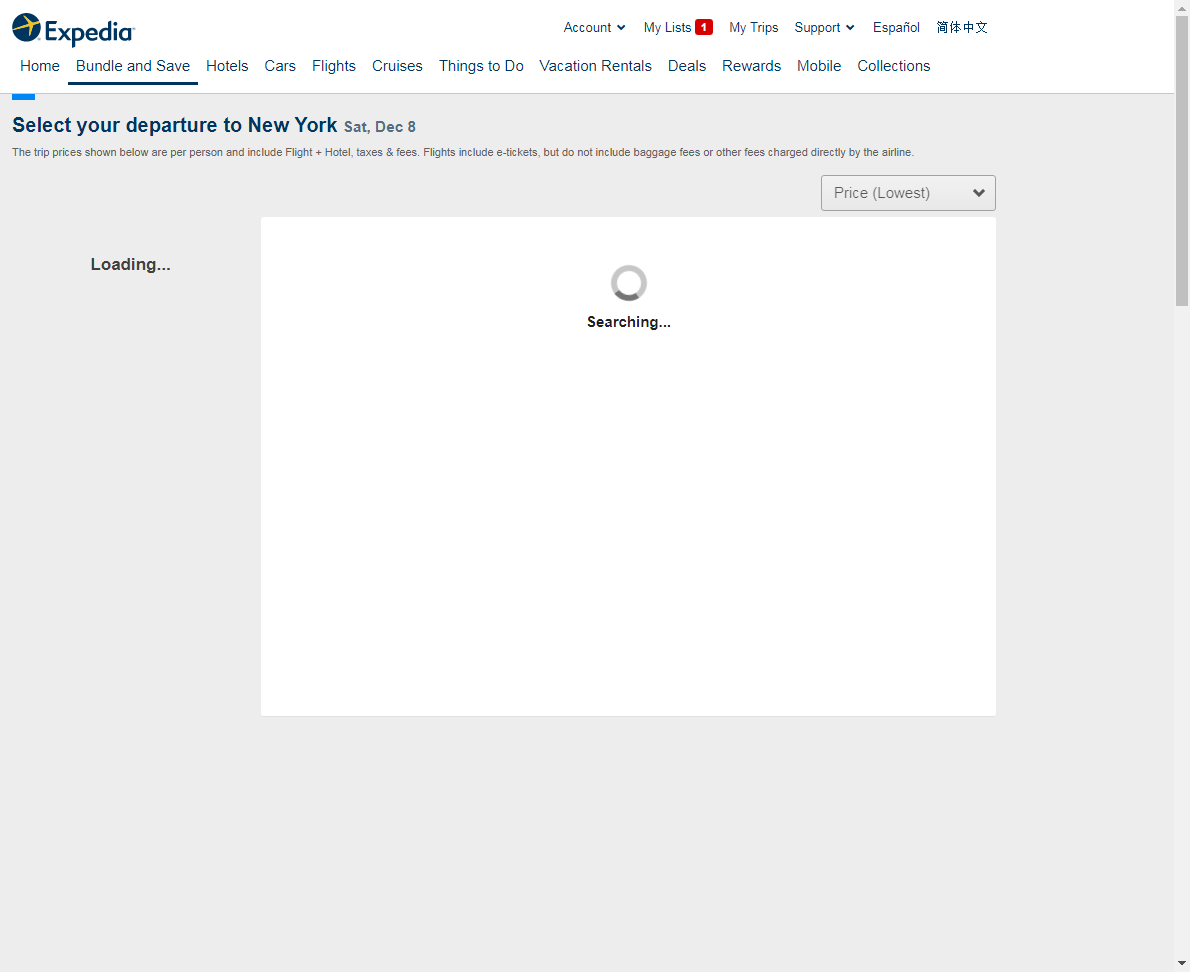 Expedia
Account
My Lists 1
My Trips
Support
Español
简体中文
Home
Bundle and Save
Hotels
Cars
Flights
Cruises
Things to Do
Vacation Rentals
Deals
Rewards
Mobile
Collections
Select your departure to New York Sat, Dec 8
The trip prices shown below are per person and include Flight + Hotel, taxes & fees. Flights include e-tickets, but do not include baggage fees or other fees charged directly by the airline.
Price (Lowest)
Loading...
Searching...